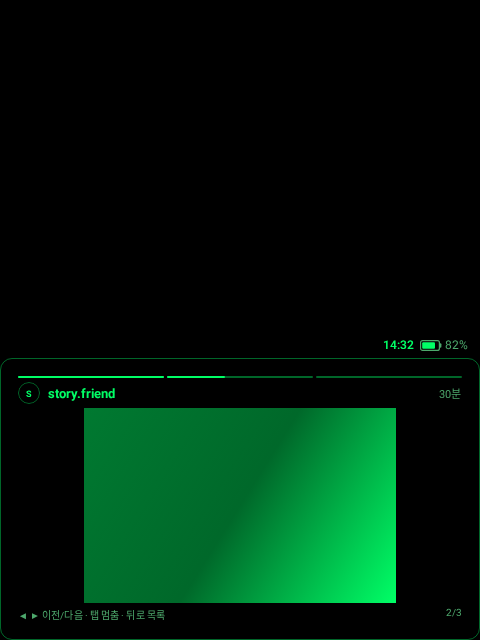 14:32 82%
S story.friend 30분
◄ ► 이전/다음 · 탭 멈춤 · 뒤로 목록 2/3